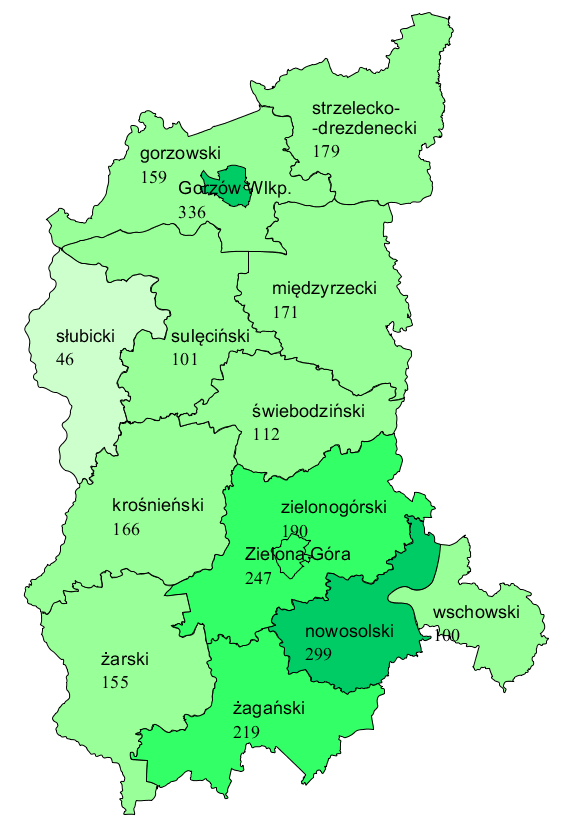 strzelecko-
-drezdenecki
179
gorzowski
159
Gorzów Wlkp.
336
międzyrzecki
171
słubicki
46
sulęciński
101
świebodziński
112
krośnieński
166
zielonogórski
190
Zielona Góra
247
wschowski
100
nowosolski
299
żarski
155
żagański
219